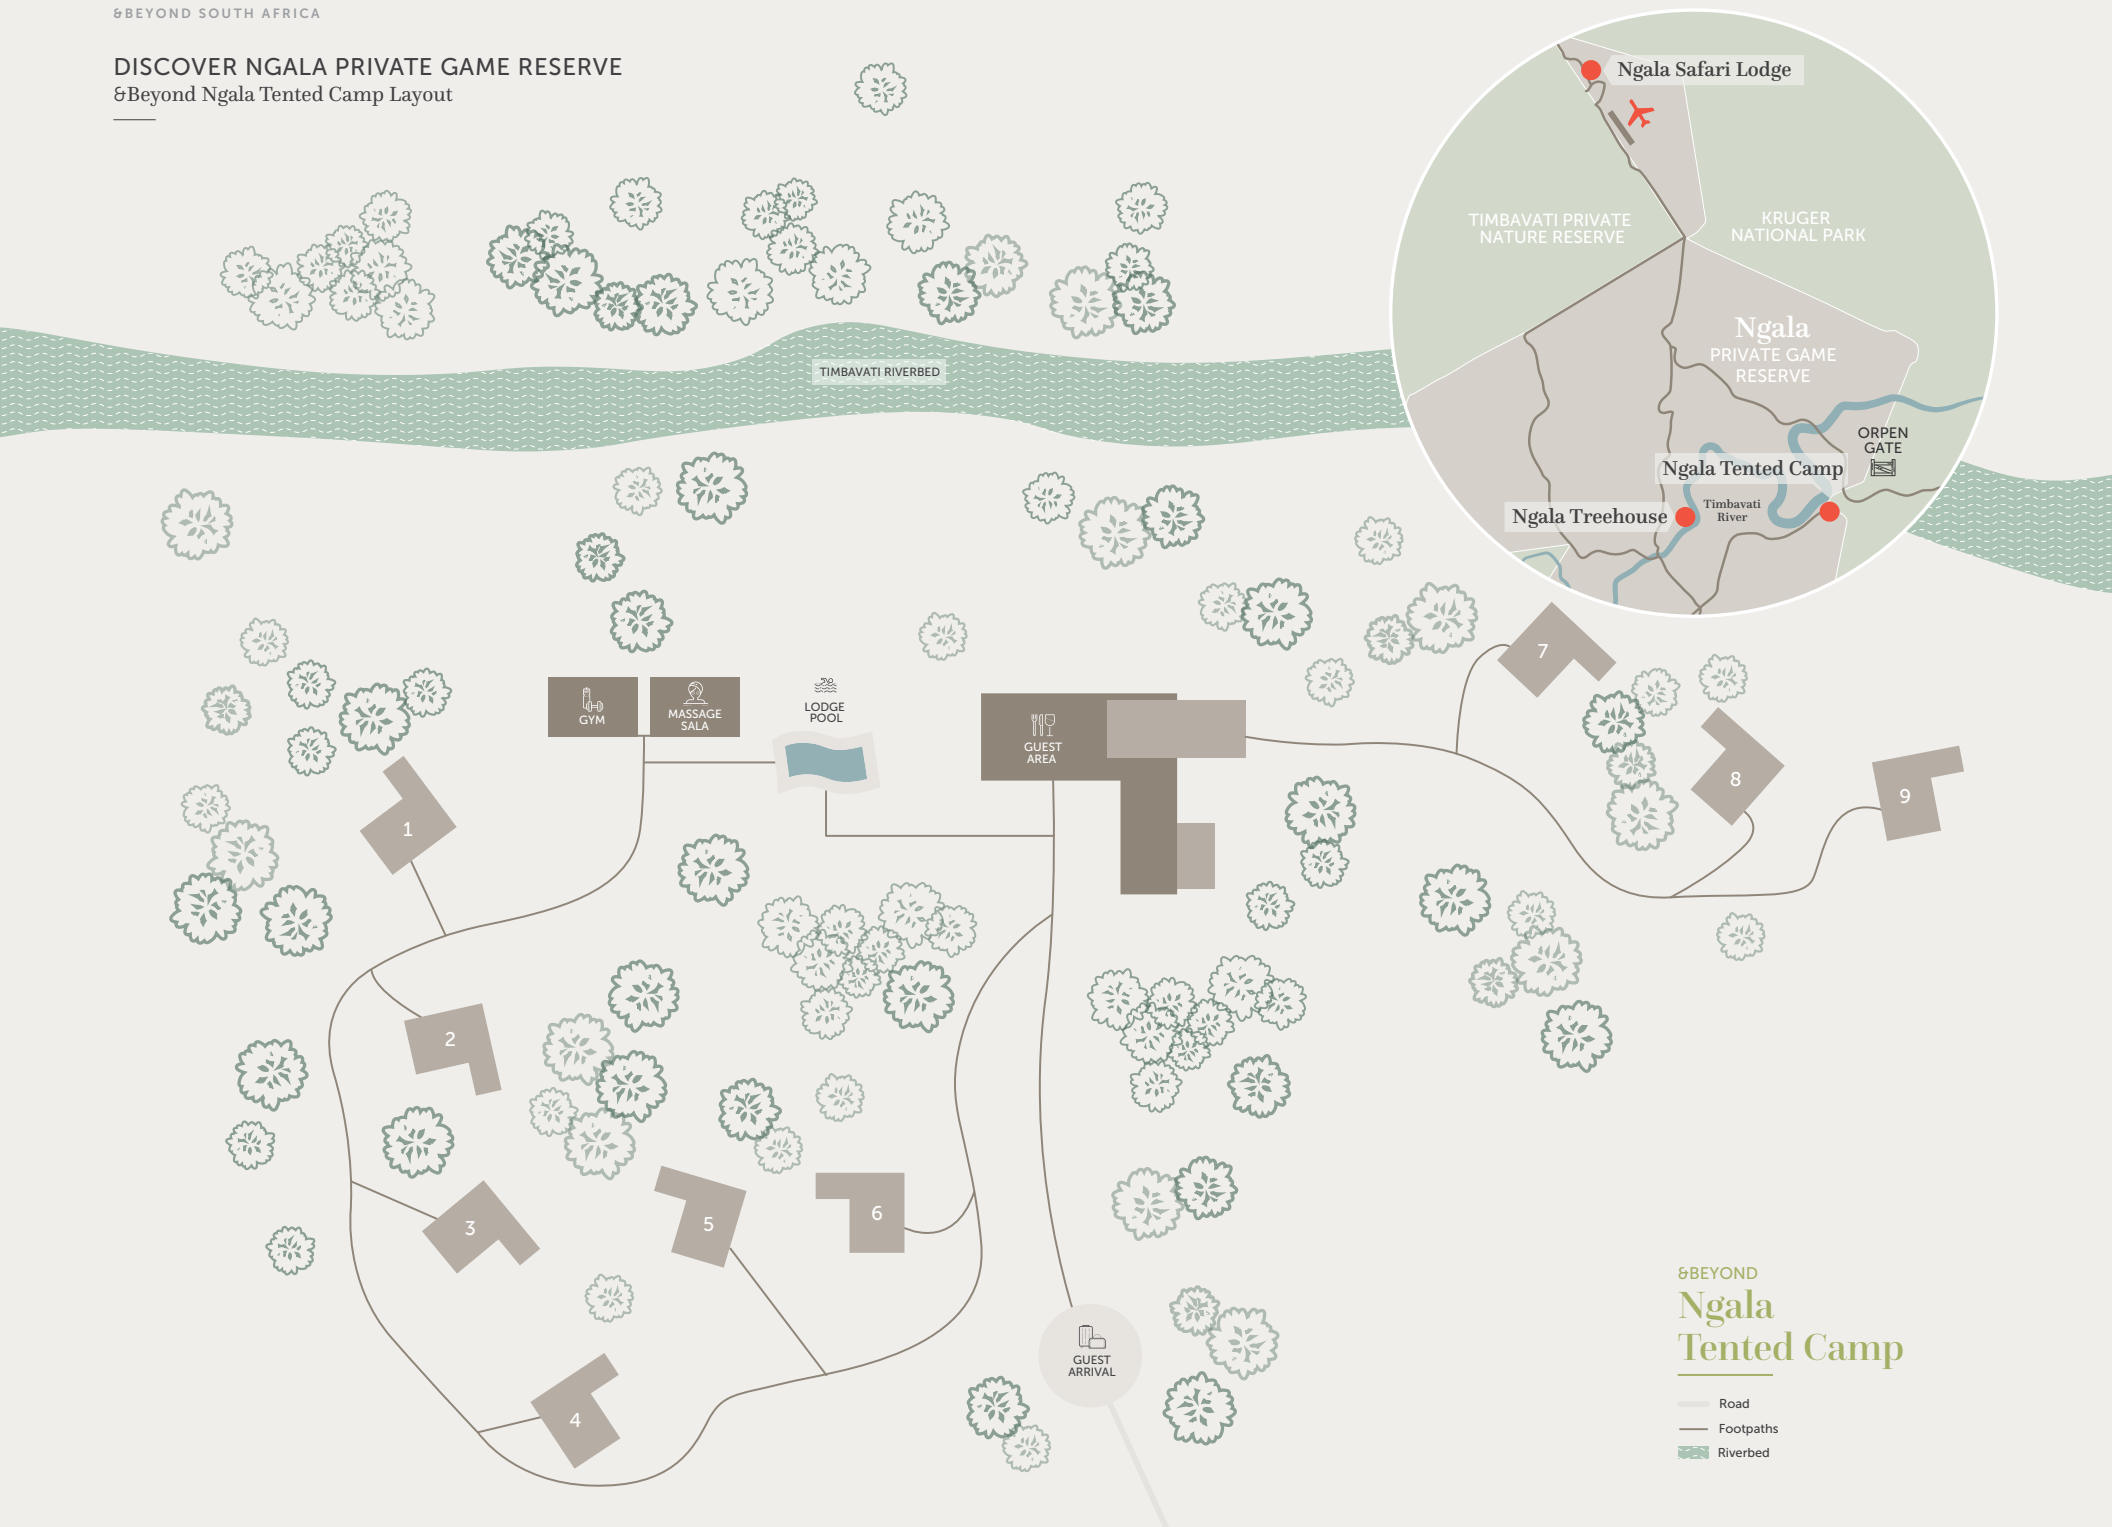 &BEYOND SOUTH AFRICA
DISCOVER NGALA PRIVATE GAME RESERVE
&Beyond Ngala Tented Camp Layout
Ngala Safari Lodge
TIMBAVATI PRIVATE
NATURE RESERVE
KRUGER
NATIONAL PARK
Ngala
PRIVATE GAME
RESERVE
ORPEN
GATE
Ngala Tented Camp
Timbavati
River
Ngala Treehouse
TIMBAVATI RIVERBED
GYM
MASSAGE
SALA
LODGE
POOL
GUEST
AREA
7
8
9
1
2
3
5
6
4
GUEST
ARRIVAL
&BEYOND
Ngala
Tented Camp
Road
Footpaths
Riverbed